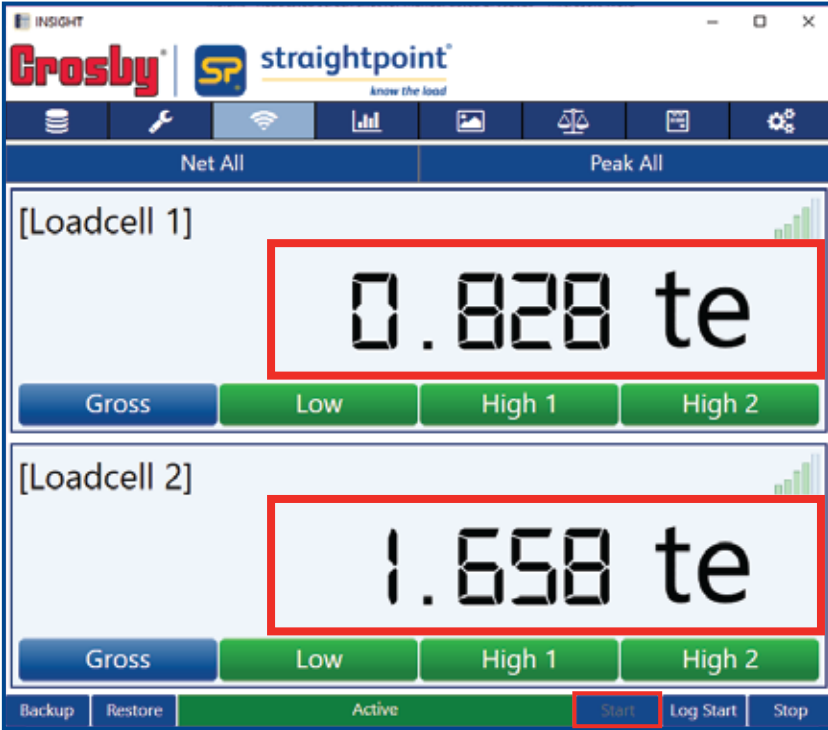 INSIGHT
Crosby SP straightpoint
know the load
Net All Peak All
[Loadcell 1]
0.828 te
Gross Low High 1 High 2
[Loadcell 2]
1.658 te
Gross Low High 1 High 2
Backup Restore Active Start Log Start Stop